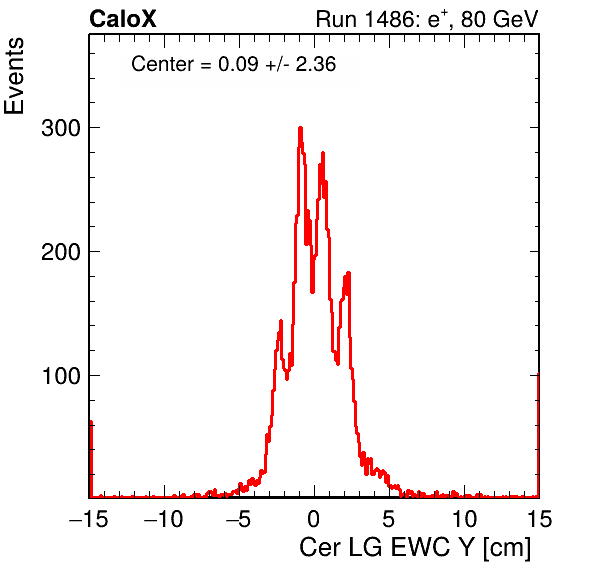 CaloX Run 1486: e⁺, 80 GeV
Center = 0.09 +/- 2.36
Events
300
200
100
−15 −10 −5 0 5 10 15
Cer LG EWC Y [cm]